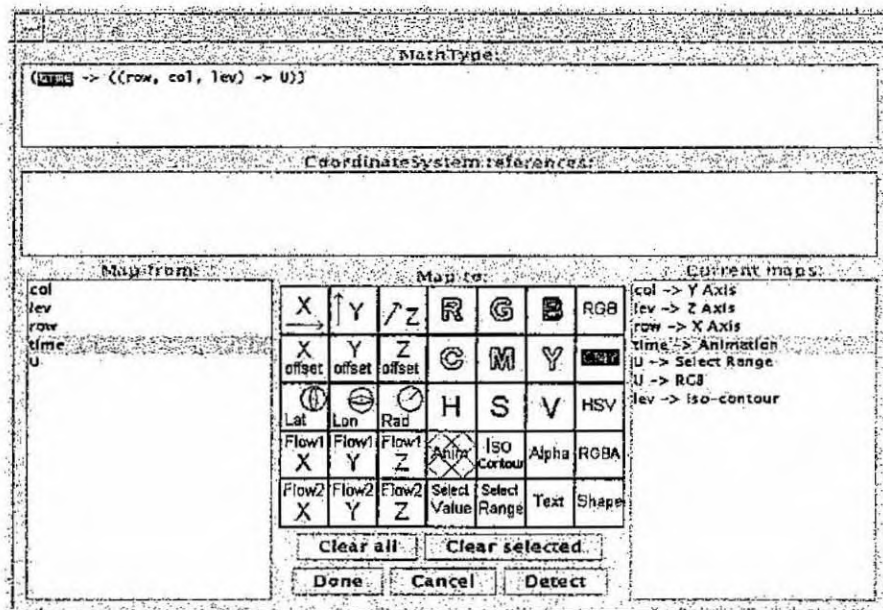 MathType:
(time -> ((row, col, lev) -> U))
CoordinateSystem references:
Map from:
col
lev
row
time
U
Map to:
X Y Z R G B RGB
X offset Y offset Z offset C M Y CMY
Lat Lon Rad H S V HSV
Flow1 X Flow1 Y Flow1 Z Anim Iso Contour Alpha RGBA
Flow2 X Flow2 Y Flow2 Z Select Value Select Range Text Shape
Clear all Clear selected
Done Cancel Detect
Current maps:
col -> Y Axis
lev -> Z Axis
row -> X Axis
time -> Animation
U -> Select Range
U -> RGB
lev -> Iso-contour